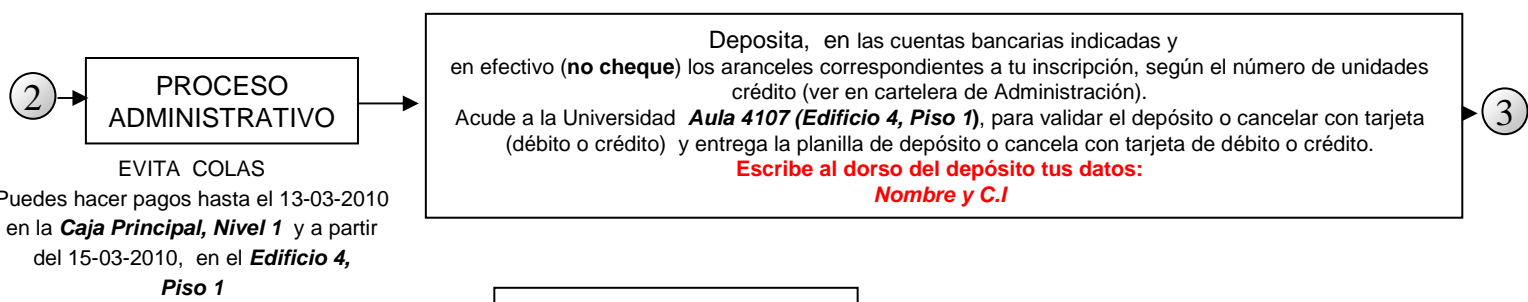 2
PROCESO
ADMINISTRATIVO
EVITA COLAS
Puedes hacer pagos hasta el 13-03-2010
en la Caja Principal, Nivel 1 y a partir
del 15-03-2010, en el Edificio 4,
Piso 1
Deposita, en las cuentas bancarias indicadas y
en efectivo (no cheque) los aranceles correspondientes a tu inscripción, según el número de unidades
crédito (ver en cartelera de Administración).
Acude a la Universidad Aula 4107 (Edificio 4, Piso 1), para validar el depósito o cancelar con tarjeta
(débito o crédito) y entrega la planilla de depósito o cancela con tarjeta de débito o crédito.
Escribe al dorso del depósito tus datos:
Nombre y C.I
3